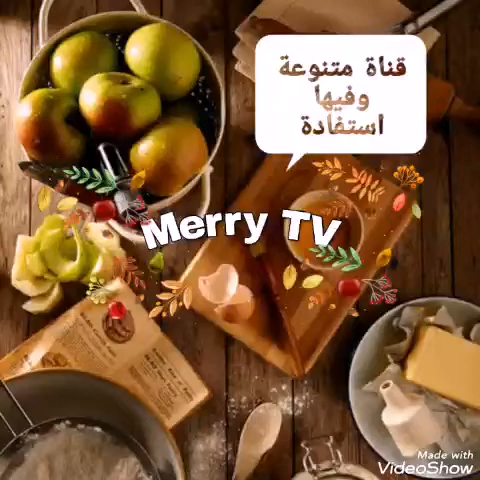 قناة متنوعة
وفيها
استفادة
Merry TV
Made with
VideoShow